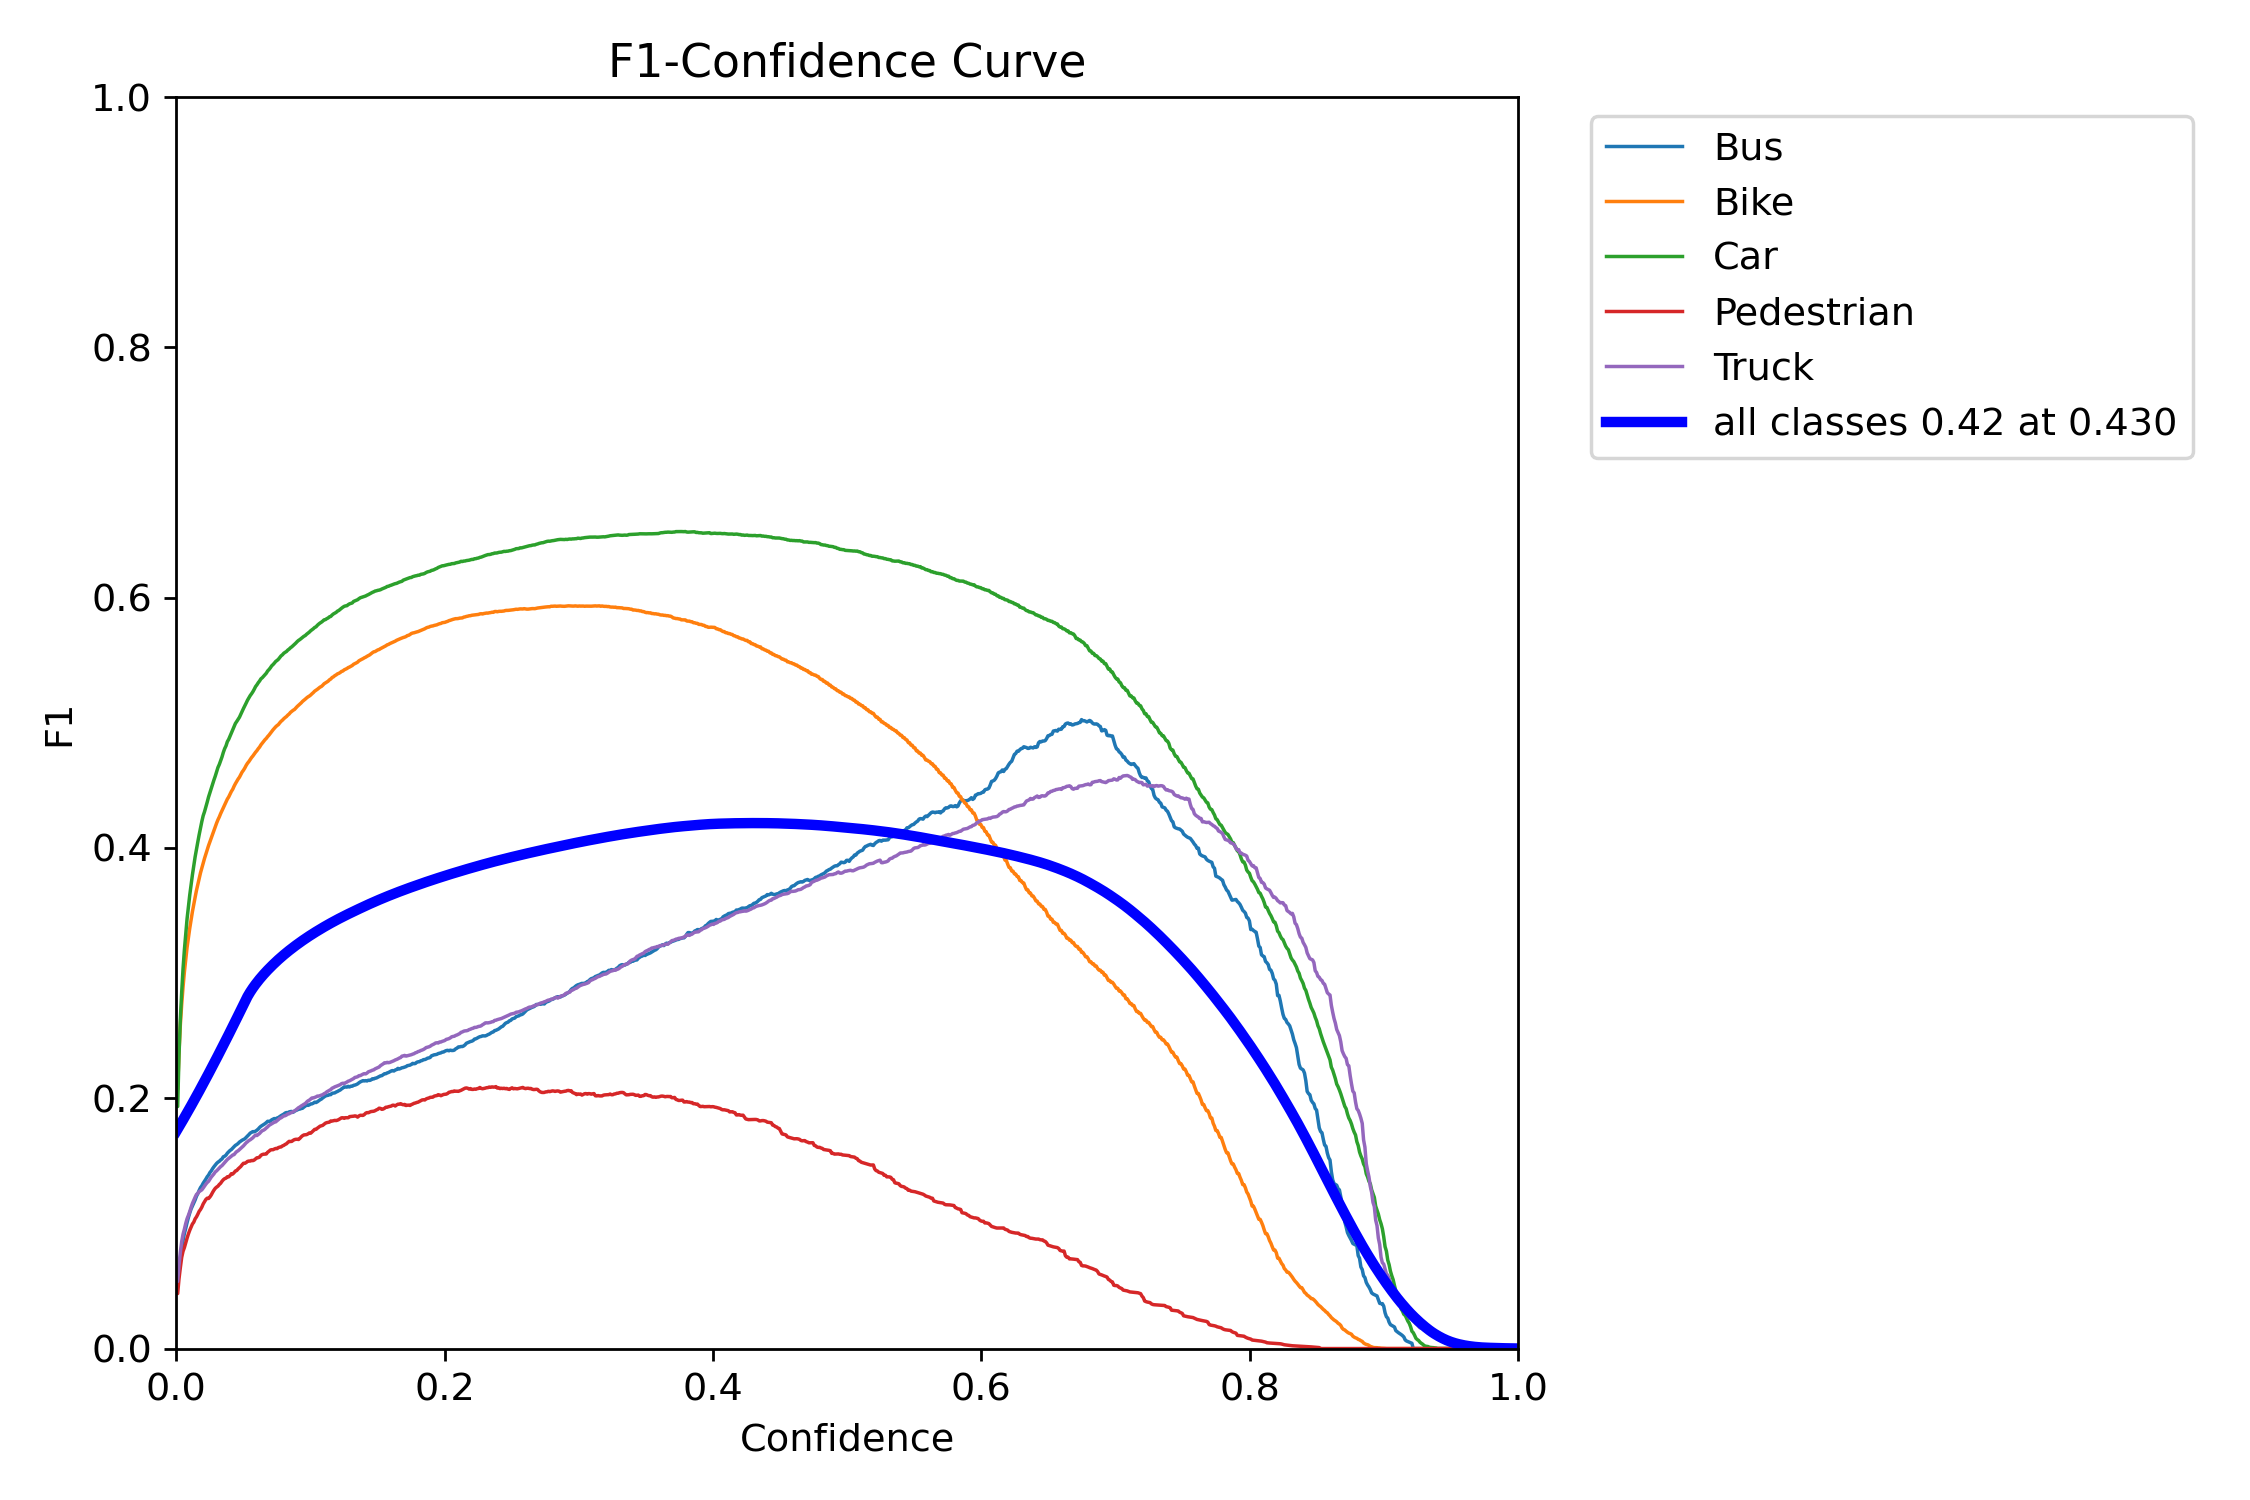 F1-Confidence Curve
1.0
0.8
0.6
0.4
0.2
0.0
F1
0.0 0.2 0.4 0.6 0.8 1.0
Confidence
Bus
Bike
Car
Pedestrian
Truck
all classes 0.42 at 0.430